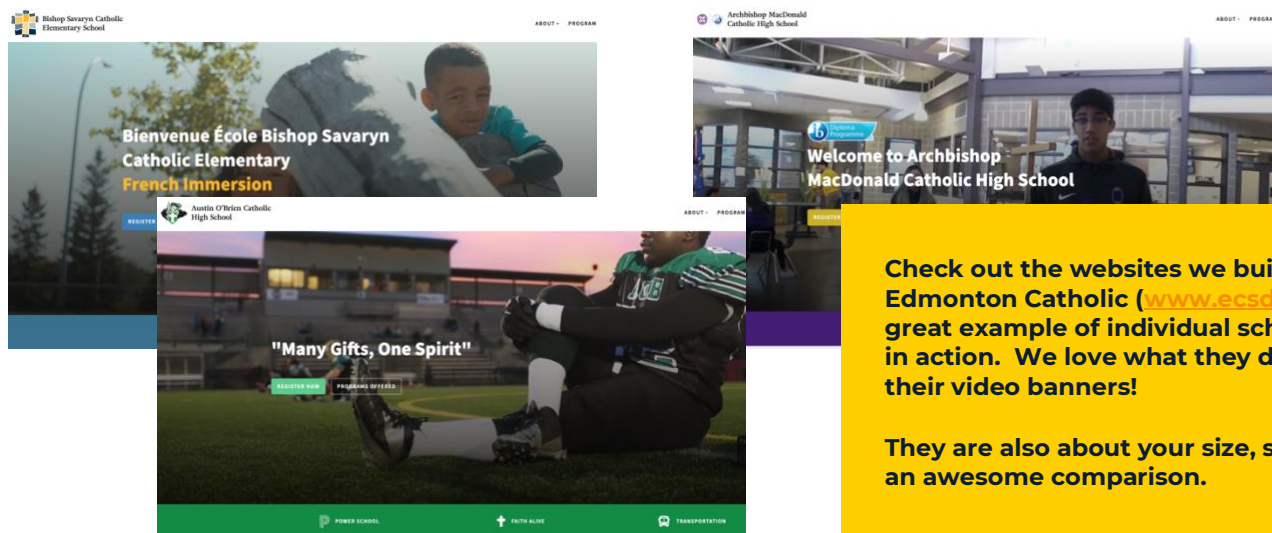 Bishop Savaryn Catholic
Elementary School
ABOUT PROGRAM
Bienvenue École Bishop Savaryn
Catholic Elementary
French Immersion
REGISTER
Archbishop MacDonald
Catholic High School
ABOUT
Diploma
Programme
Welcome to Archbishop
MacDonald Catholic High School
REGISTER
Austin O'Brien Catholic
High School
ABOUT PROGRAM
"Many Gifts, One Spirit"
REGISTER NOW PROGRAMS OFFERED
POWER SCHOOL FAITH ALIVE TRANSPORTATION
Check out the websites we
Edmonton Catholic (www.ecsd
great example of individual
in action. We love what they
their video banners!
They are also about your size,
an awesome comparison.